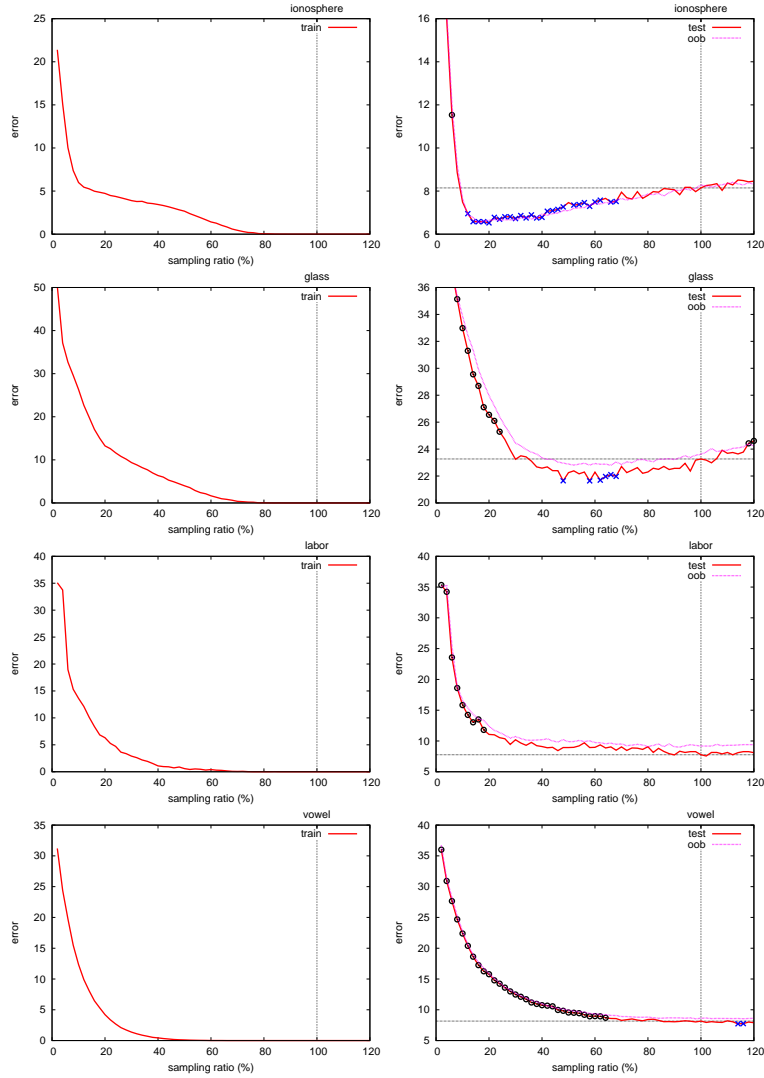 ionosphere ionosphere
25 train
20
15
10
5
0
error
0 20 40 60 80 100 120
sampling ratio (%)
16 test
oob
14
12
10
8
6
error
0 20 40 60 80 100 120
sampling ratio (%)
glass glass
50 train
40
30
20
10
0
error
0 20 40 60 80 100 120
sampling ratio (%)
36 test
34 oob
32
30
28
26
24
22
20
error
0 20 40 60 80 100 120
sampling ratio (%)
labor labor
40 train
35
30
25
20
15
10
5
0
error
0 20 40 60 80 100 120
sampling ratio (%)
40 test
35 oob
30
25
20
15
10
5
error
0 20 40 60 80 100 120
sampling ratio (%)
vowel vowel
35 train
30
25
20
15
10
5
0
error
0 20 40 60 80 100 120
sampling ratio (%)
40 test
35 oob
30
25
20
15
10
5
error
0 20 40 60 80 100 120
sampling ratio (%)